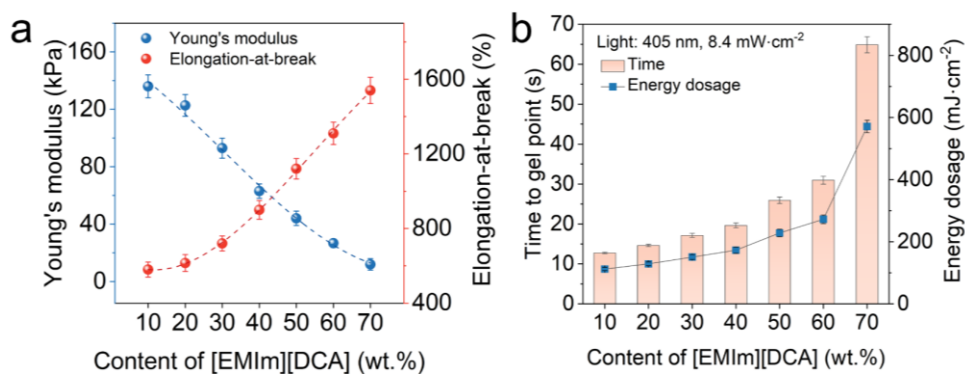 a
Young's modulus
Elongation-at-break
Young's modulus (kPa)
160
120
80
40
0
Elongation-at-break (%)
1600
1200
800
400
10 20 30 40 50 60 70
Content of [EMIm][DCA] (wt.%)
b
Light: 405 nm, 8.4 mW·cm-2
Time
Energy dosage
Time to gel point (s)
70
60
50
40
30
20
10
0
Energy dosage (mJ·cm-2)
800
600
400
200
0
10 20 30 40 50 60 70
Content of [EMIm][DCA] (wt.%)